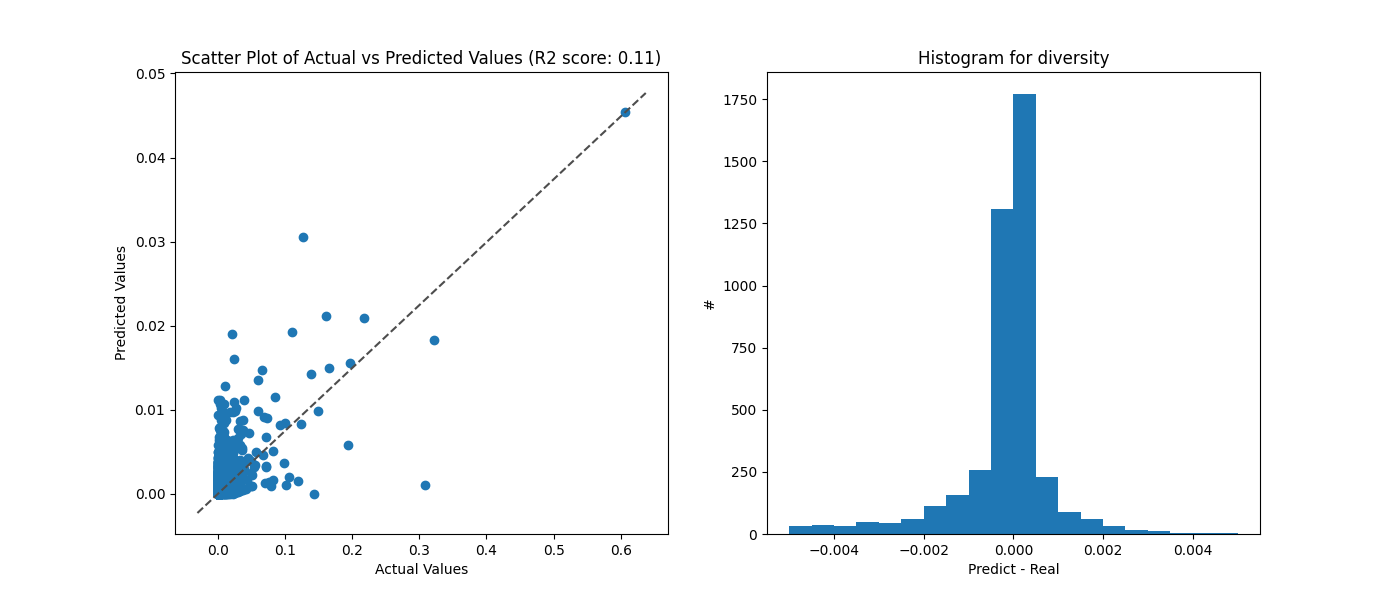 Scatter Plot of Actual vs Predicted Values (R2 score: 0.11)
0.05
0.04
0.03
0.02
0.01
0.00
Predicted Values
0.0 0.1 0.2 0.3 0.4 0.5 0.6
Actual Values
Histogram for diversity
1750
1500
1250
1000
750
500
250
0
#
−0.004 −0.002 0.000 0.002 0.004
Predict - Real